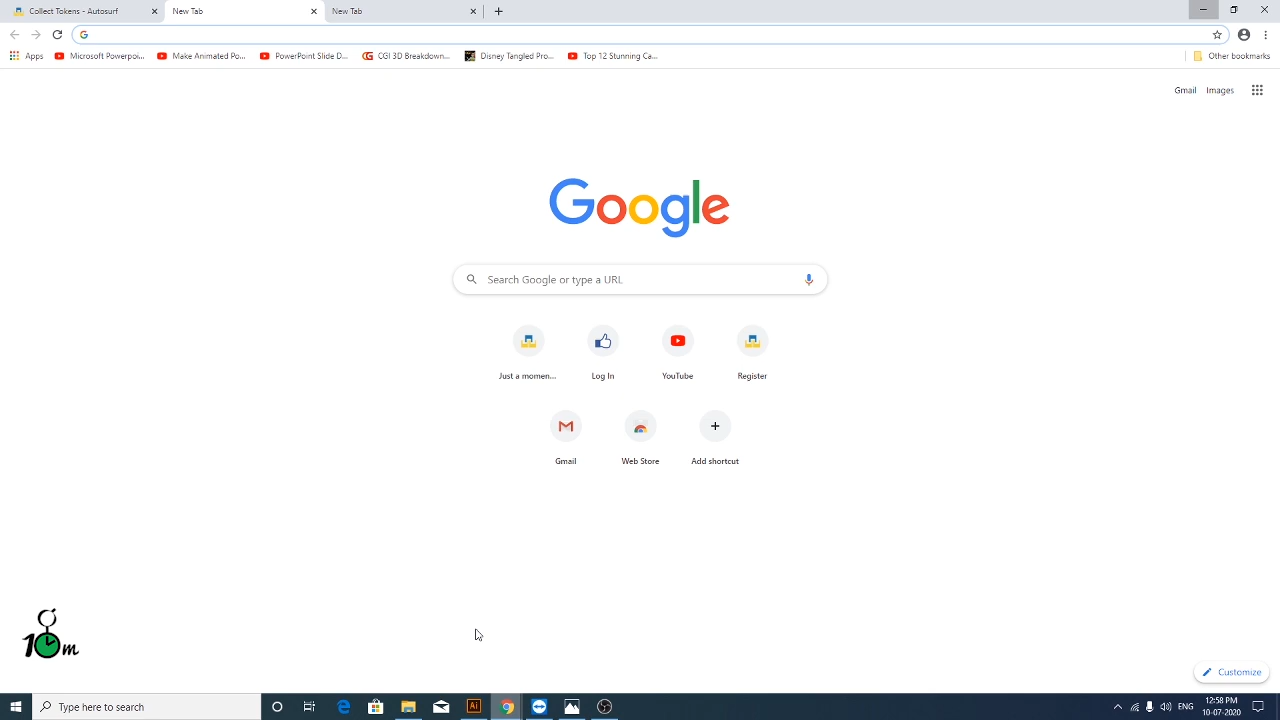 Collect Tokens - Autosurf
New Tab
New Tab
Apps
Microsoft Powerpoi...
Make Animated Po...
PowerPoint Slide D...
CGI 3D Breakdown...
Disney Tangled Pro...
Top 12 Stunning Ca...
Other bookmarks
Gmail Images
Google
Search Google or type a URL
Just a momen...
Log In
YouTube
Register
Gmail
Web Store
Add shortcut
10m
Customize
Type here to search
Ai
ENG
12:58 PM
10-07-2020